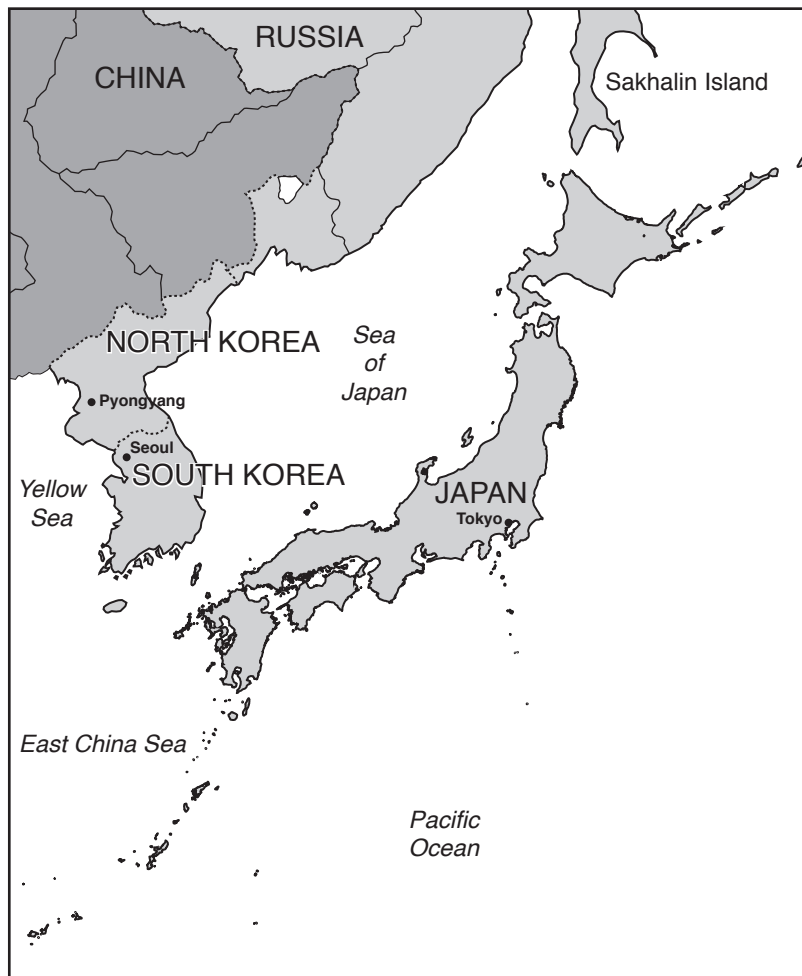 RUSSIA
CHINA
Sakhalin Island
NORTH KOREA
Sea
of
Japan
Pyongyang
Seoul
SOUTH KOREA
Yellow
Sea
JAPAN
Tokyo
East China Sea
Pacific
Ocean